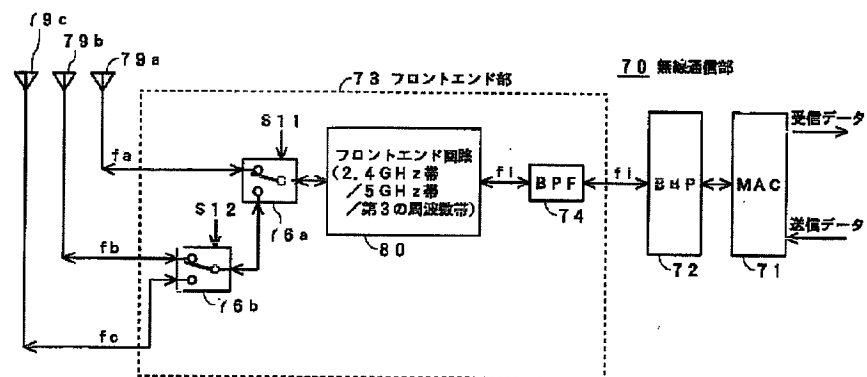 79c
79b
79a
73 フロントエンド部
70 無線通信部
S11
受信データ
フロントエンド回路
(2.4GHz帯
/5GHz帯
/第3の周波数帯)
fa
fi
BPF
fi
BBP
MAC
74
S12
76a
80
送信データ
fb
72
71
76b
fc